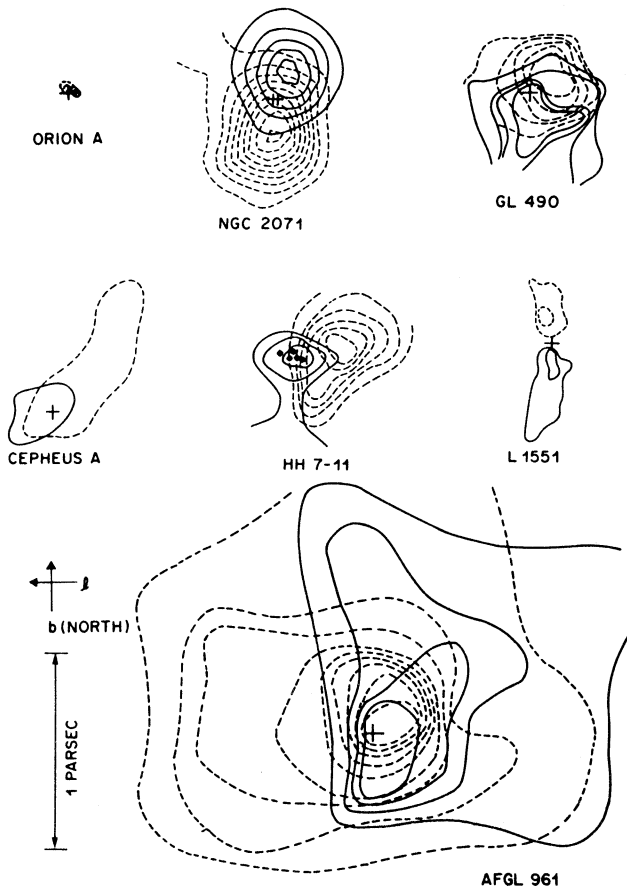 ORION A
NGC 2071
GL 490
CEPHEUS A
HH 7-11
L 1551
l
b (NORTH)
1 PARSEC
AFGL 961